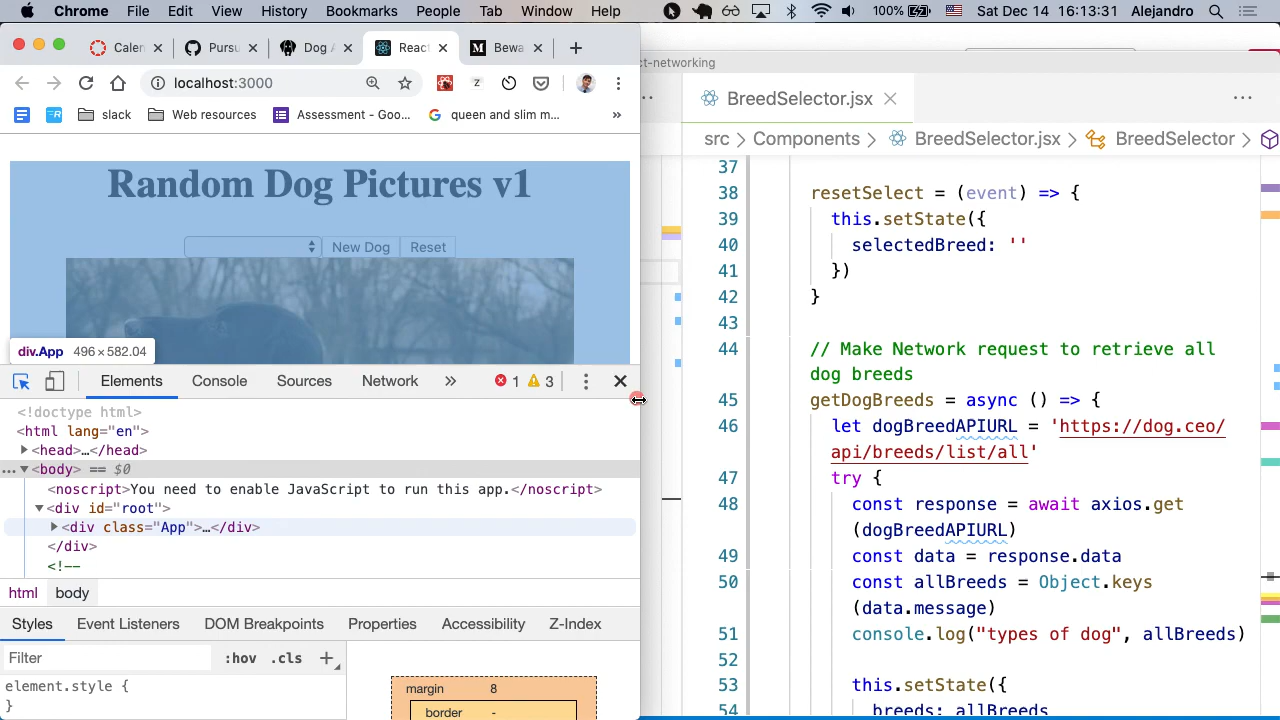 Chrome File Edit View History Bookmarks People Tab Window Help 100% Sat Dec 14 16:13:31 Alejandro
Calen Pursu Dog A React Bewa
localhost:3000
slack Web resources Assessment - Goo... queen and slim m... »
Random Dog Pictures v1
New Dog Reset
div.App 496 × 582.04
Elements Console Sources Network » 1 3
<!doctype html>
<html lang="en">
<head>…</head>
… <body> == $0
<noscript>You need to enable JavaScript to run this app.</noscript>
<div id="root">
<div class="App">…</div>
</div>
<!--
html body
Styles Event Listeners DOM Breakpoints Properties Accessibility Z-Index
Filter :hov .cls +
element.style {
}
margin 8
border -
ct-networking
BreedSelector.jsx
src > Components > BreedSelector.jsx > BreedSelector >
37
38 resetSelect = (event) => {
39 this.setState({
40 selectedBreed: ''
41 })
42 }
43
44 // Make Network request to retrieve all
dog breeds
45 getDogBreeds = async () => {
46 let dogBreedAPIURL = 'https://dog.ceo/
api/breeds/list/all'
47 try {
48 const response = await axios.get
(dogBreedAPIURL)
49 const data = response.data
50 const allBreeds = Object.keys
(data.message)
51 console.log("types of dog", allBreeds)
52
53 this.setState({
54 breeds: allBreeds